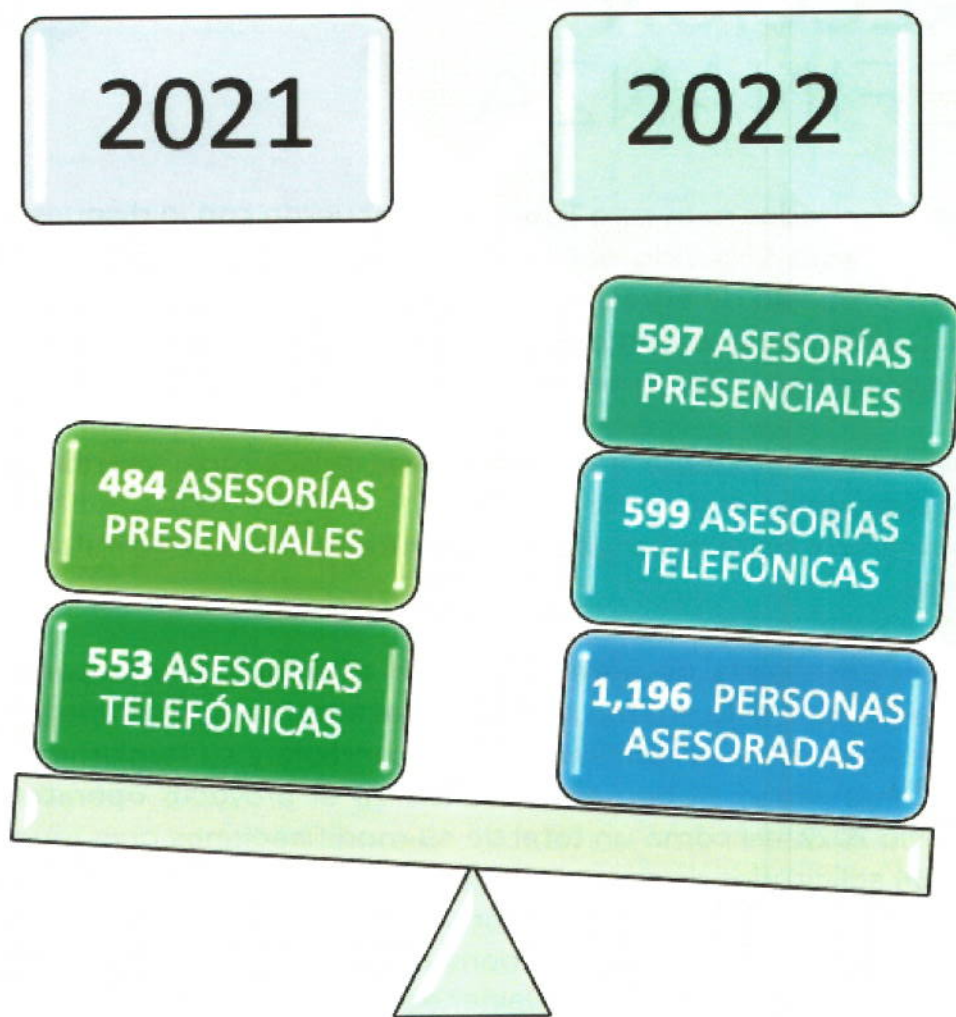 2021
2022
484 ASESORÍAS
PRESENCIALES
553 ASESORÍAS
TELEFÓNICAS
597 ASESORÍAS
PRESENCIALES
599 ASESORÍAS
TELEFÓNICAS
1,196 PERSONAS
ASESORADAS